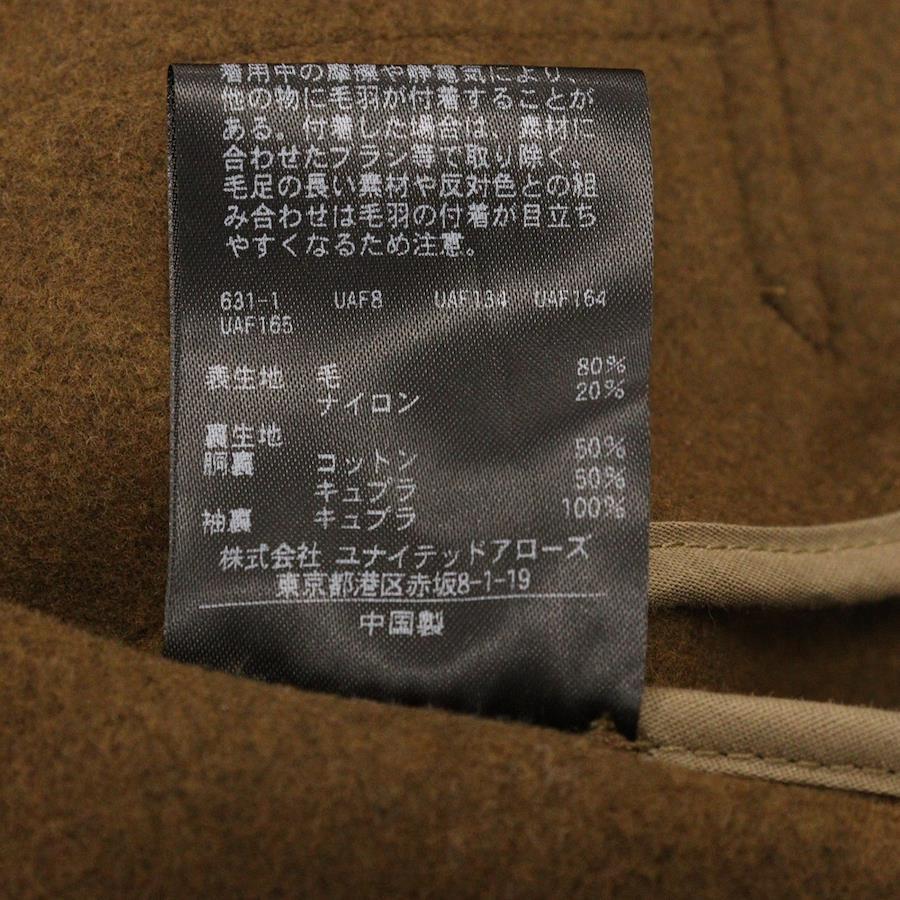 着用中の摩擦や静電気により、
他の物に毛羽が付着することが
ある。付着した場合は、素材に
合わせたブラシ等で取り除く。
毛足の長い素材や反対色との組
み合わせは毛羽の付着が目立ち
やすくなるため注意。
631-1 UAF8 UAF134 UAF164
UAF165
表生地 毛 80%
ナイロン 20%
裏生地
胴裏 コットン 50%
キュプラ 50%
袖裏 キュプラ 100%
株式会社 ユナイテッドアローズ
東京都港区赤坂8-1-19
中国製